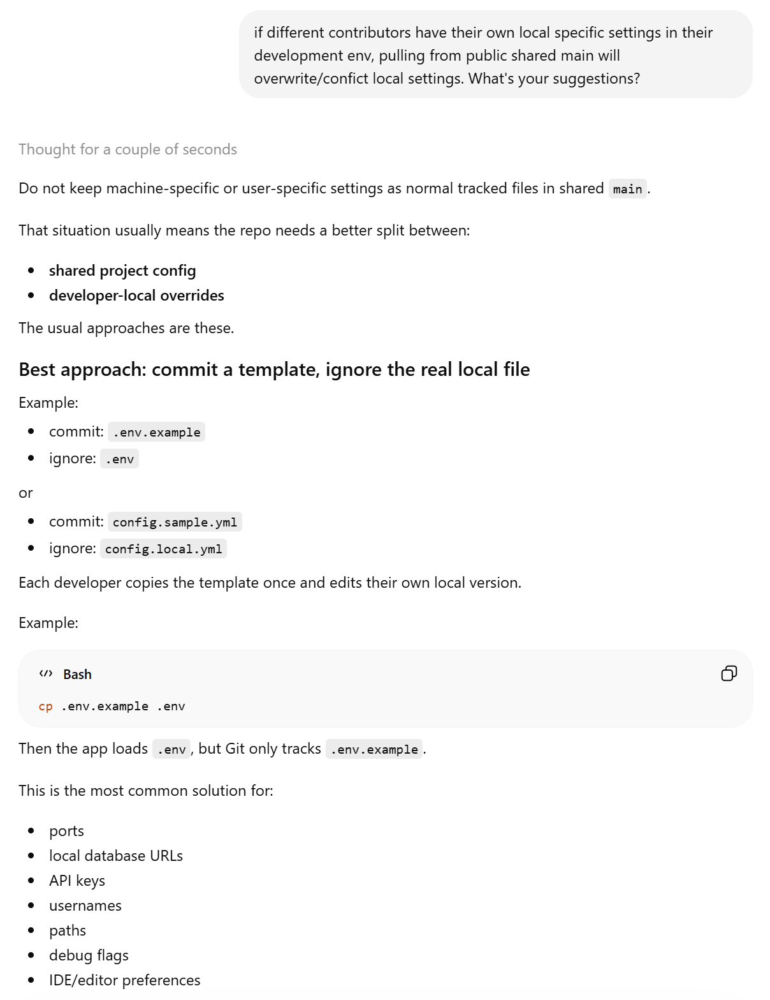 if different contributors have their own local specific settings in their
development env, pulling from public shared main will
overwrite/confict local settings. What's your suggestions?
Thought for a couple of seconds
Do not keep machine-specific or user-specific settings as normal tracked files in shared main.
That situation usually means the repo needs a better split between:
• shared project config
• developer-local overrides
The usual approaches are these.
Best approach: commit a template, ignore the real local file
Example:
• commit: .env.example
• ignore: .env
or
• commit: config.sample.yml
• ignore: config.local.yml
Each developer copies the template once and edits their own local version.
Example:
Bash
cp .env.example .env
Then the app loads .env, but Git only tracks .env.example.
This is the most common solution for:
• ports
• local database URLs
• API keys
• usernames
• paths
• debug flags
• IDE/editor preferences